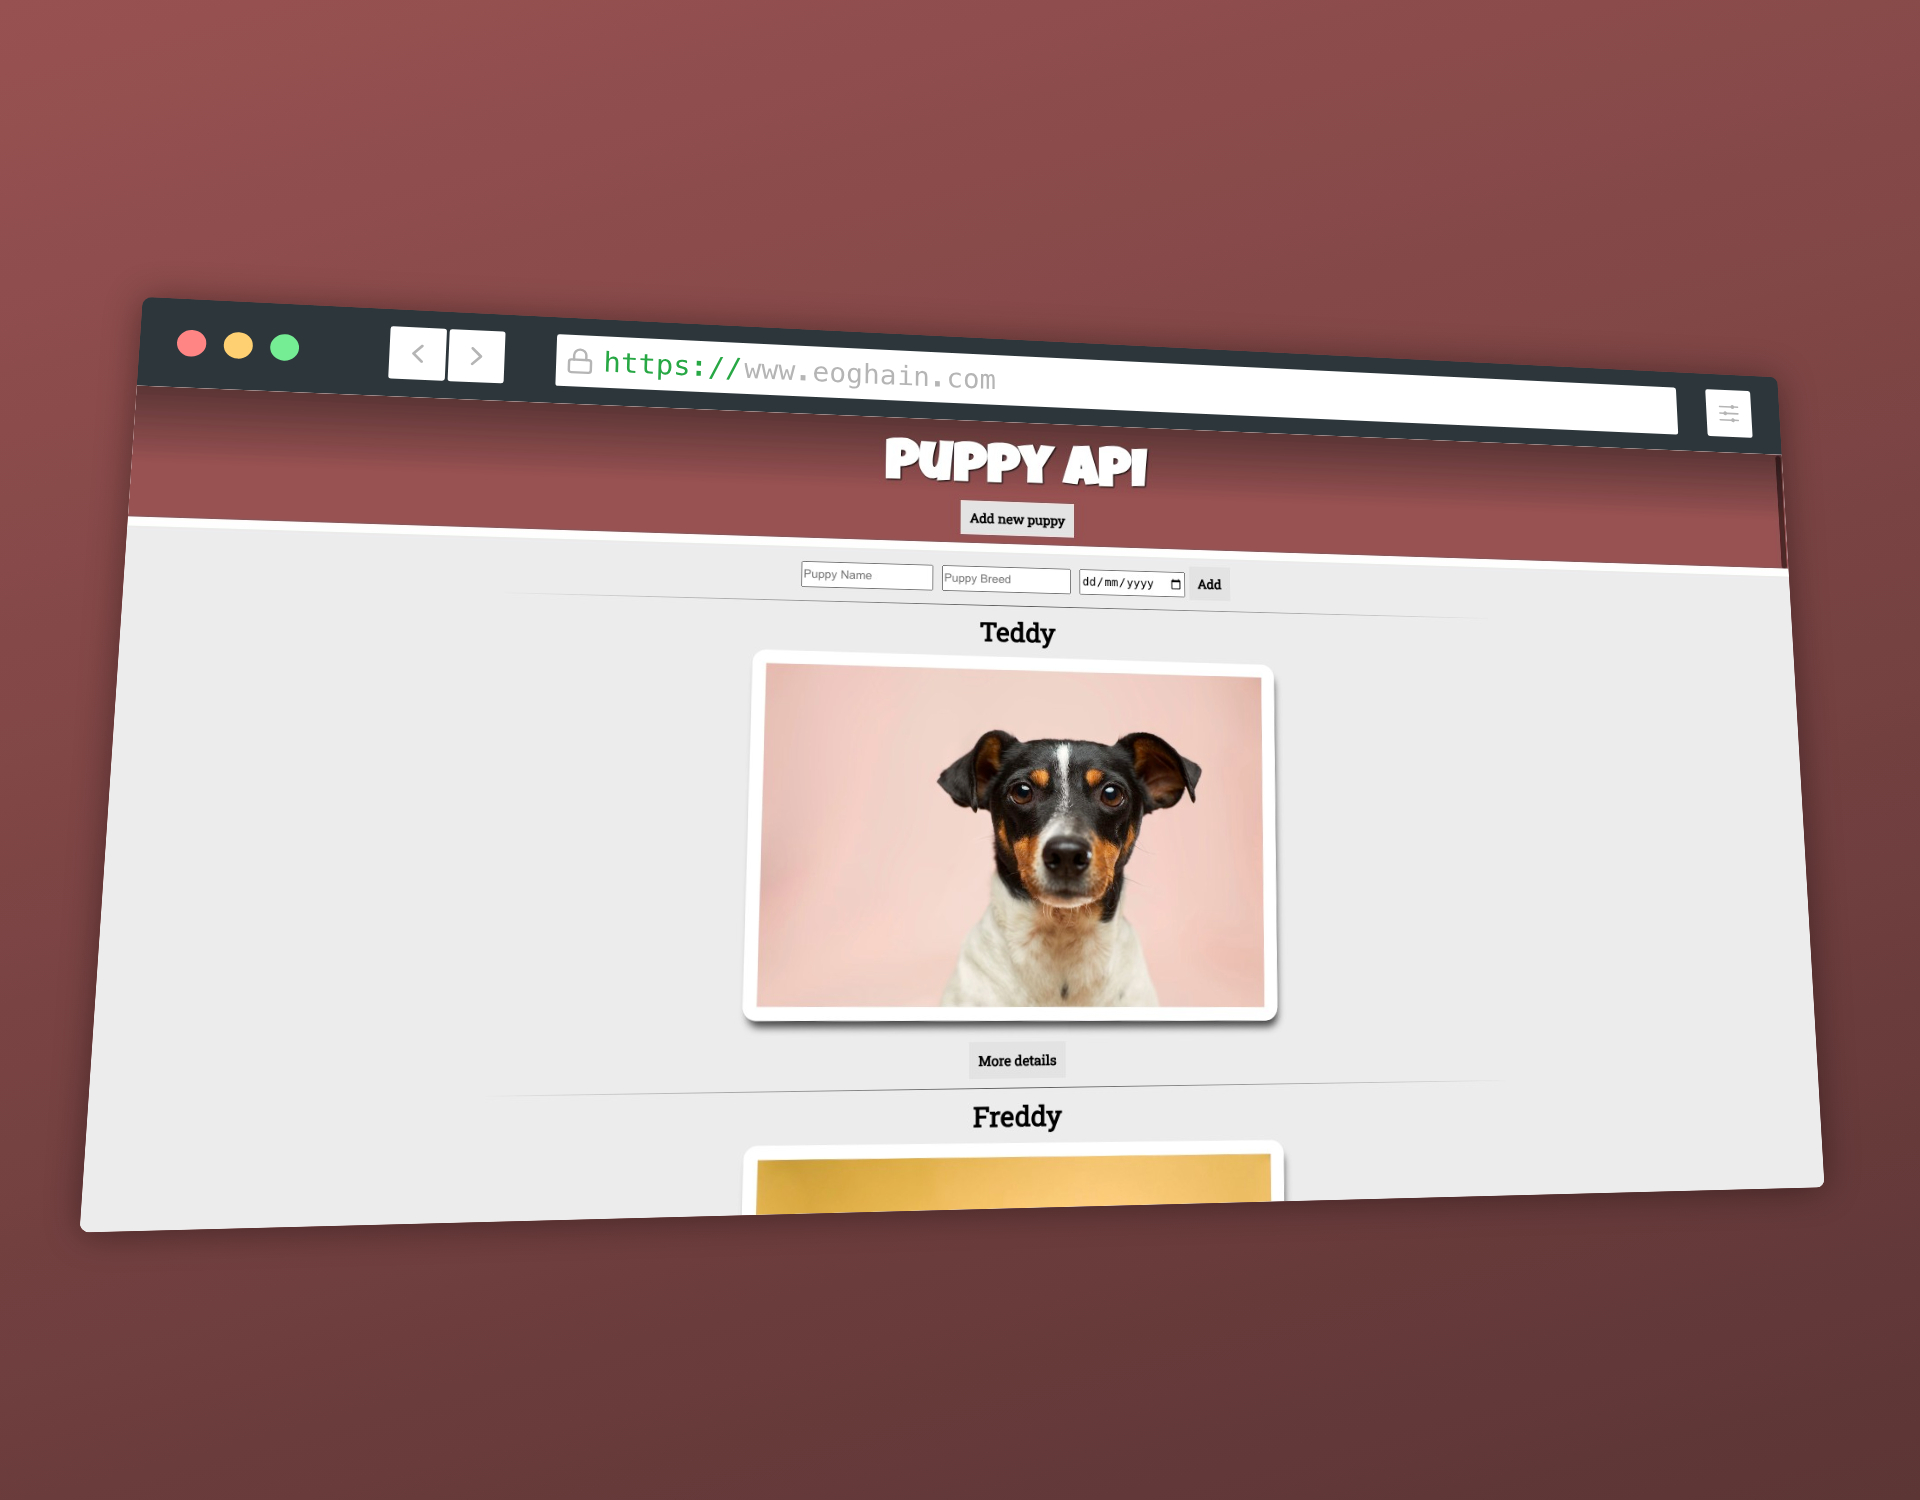 https://www.eoghain.com
PUPPY API
Add new puppy
Puppy Name Puppy Breed dd/mm/yyyy Add
Teddy
More details
Freddy